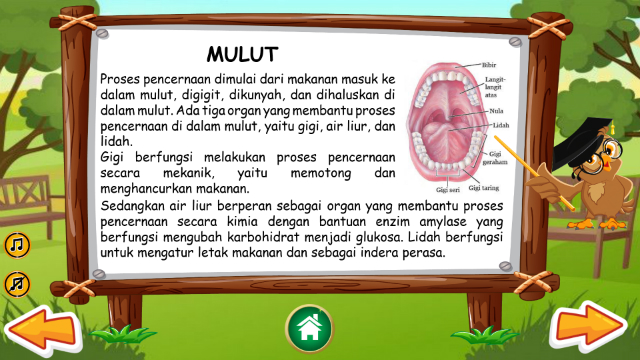 MULUT
Proses pencernaan dimulai dari makanan masuk ke
dalam mulut, digigit, dikunyah, dan dihaluskan di
dalam mulut. Ada tiga organ yang membantu proses
pencernaan di dalam mulut, yaitu gigi, air liur, dan
lidah.
Gigi berfungsi melakukan proses pencernaan
secara mekanik, yaitu memotong dan
menghancurkan makanan.
Sedangkan air liur berperan sebagai organ yang membantu proses
pencernaan secara kimia dengan bantuan enzim amylase yang
berfungsi mengubah karbohidrat menjadi glukosa. Lidah berfungsi
untuk mengatur letak makanan dan sebagai indera perasa.
Bibir
Langit-
langit
atas
Nula
Lidah
Gigi
geraham
Gigi taring
Gigi seri